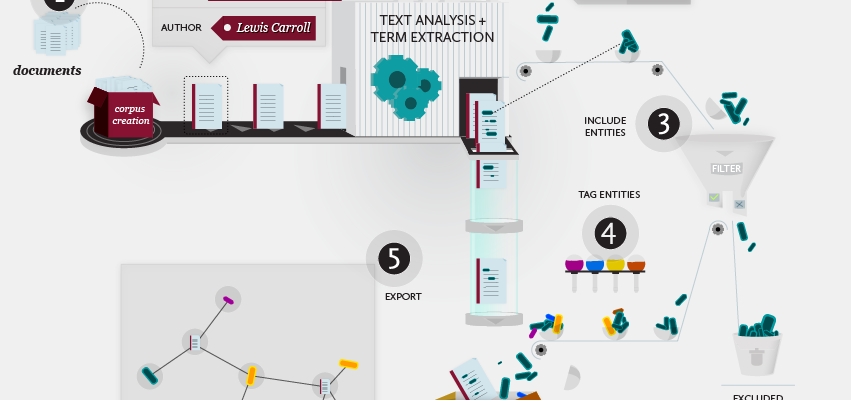 TEXT ANALYSIS +
TERM EXTRACTION
AUTHOR
Lewis Carroll
documents
corpus
creation
INCLUDE
ENTITIES
3
FILTER
TAG ENTITIES
4
5
EXPORT
EXCLUDED